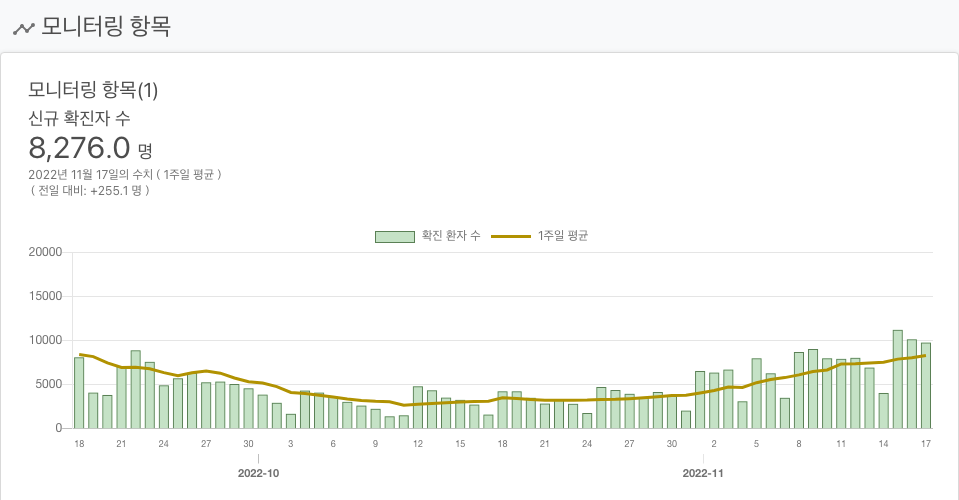 모니터링 항목
모니터링 항목(1)
신규 확진자 수
8,276.0 명
2022년 11월 17일의 수치 ( 1주일 평균 )
( 전일 대비: +255.1 명 )
확진 환자 수 1주일 평균
20000
15000
10000
5000
0
18 21 24 27 30 3 6 9 12 15 18 21 24 27 30 2 5 8 11 14 17
2022-10 2022-11